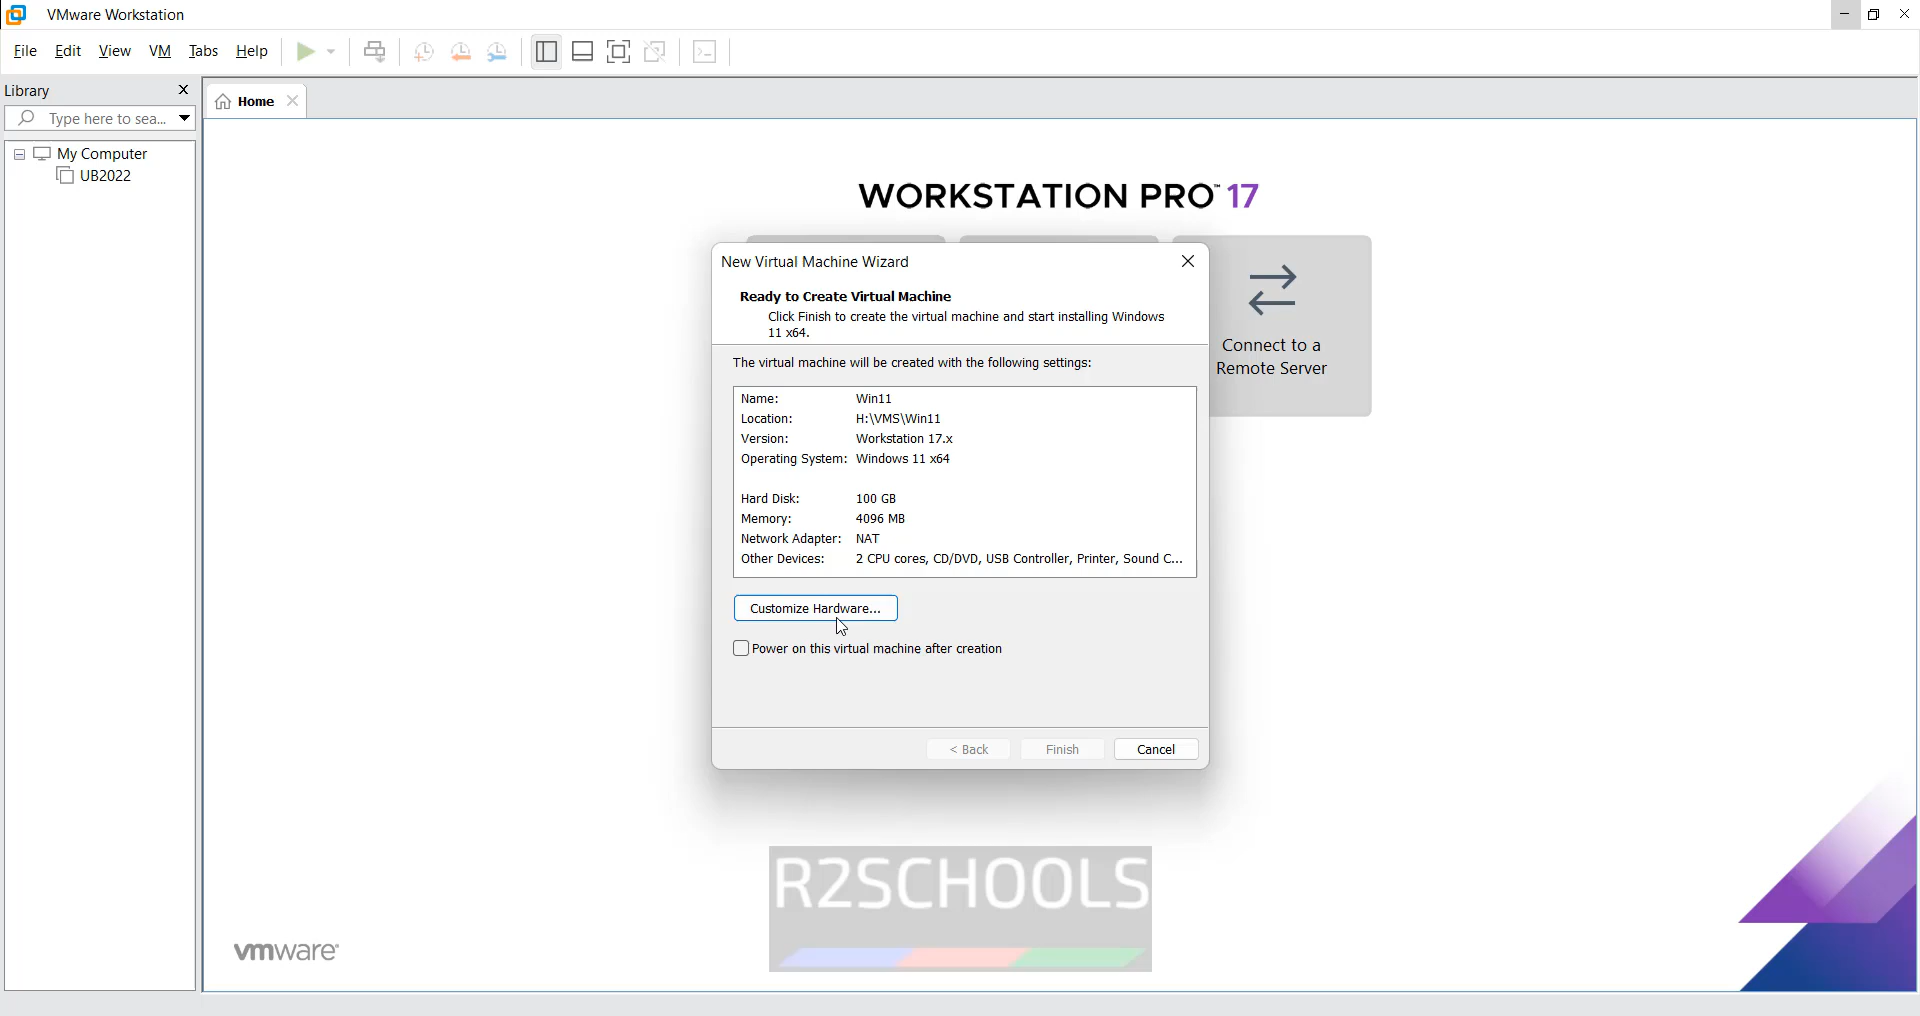 VMware Workstation
File Edit View VM Tabs Help
Library
Type here to sea...
My Computer
UB2022
Home
WORKSTATION PRO™ 17
New Virtual Machine Wizard
Ready to Create Virtual Machine
Click Finish to create the virtual machine and start installing Windows
11 x64.
The virtual machine will be created with the following settings:
Name: Win11
Location: H:\VMS\Win11
Version: Workstation 17.x
Operating System: Windows 11 x64
Hard Disk: 100 GB
Memory: 4096 MB
Network Adapter: NAT
Other Devices: 2 CPU cores, CD/DVD, USB Controller, Printer, Sound C...
Customize Hardware...
Power on this virtual machine after creation
< Back Finish Cancel
Connect to a
Remote Server
R2SCHOOLS
vmware®